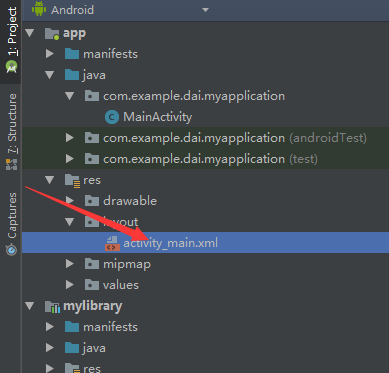 Android
1: Project
7: Structure
Captures
app
manifests
java
com.example.dai.myapplication
MainActivity
com.example.dai.myapplication (androidTest)
com.example.dai.myapplication (test)
res
drawable
layout
activity_main.xml
mipmap
values
mylibrary
manifests
java
res